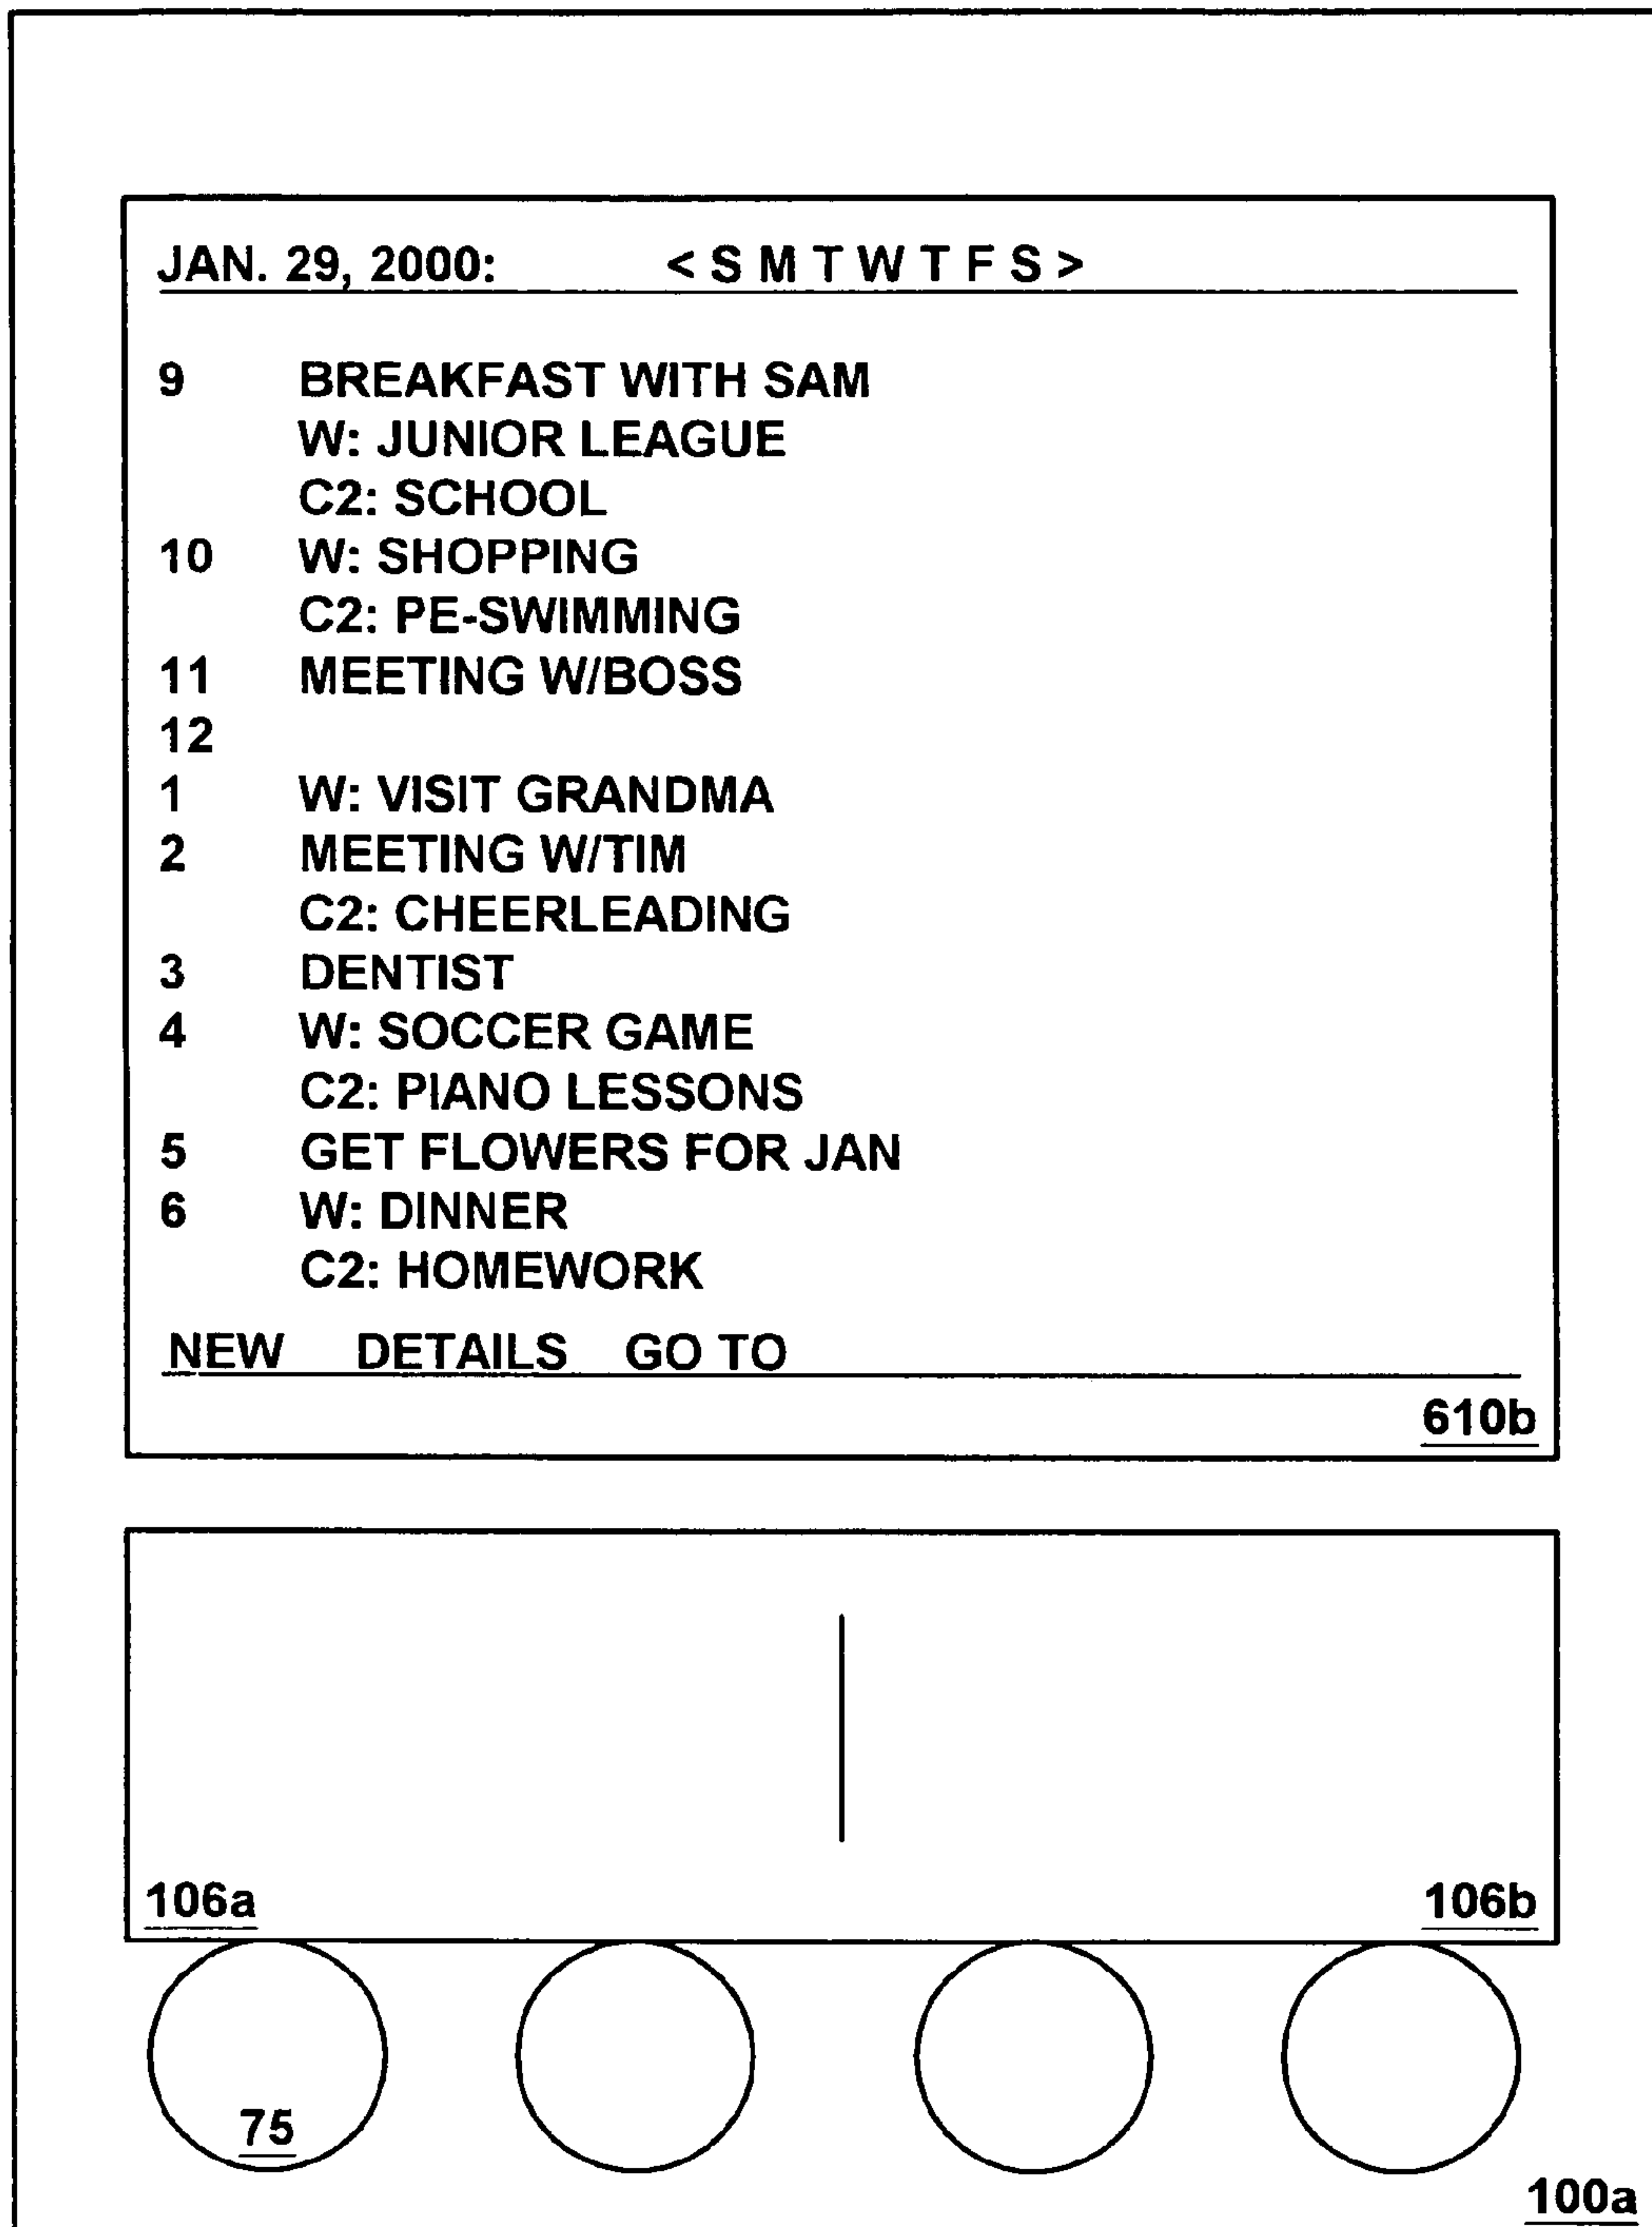 JAN. 29, 2000: < S M T W T F S >
9 BREAKFAST WITH SAM
W: JUNIOR LEAGUE
C2: SCHOOL
10 W: SHOPPING
C2: PE-SWIMMING
11 MEETING W/BOSS
12
1 W: VISIT GRANDMA
2 MEETING W/TIM
C2: CHEERLEADING
3 DENTIST
4 W: SOCCER GAME
C2: PIANO LESSONS
5 GET FLOWERS FOR JAN
6 W: DINNER
C2: HOMEWORK
NEW DETAILS GO TO
610b
106a 106b
75
100a